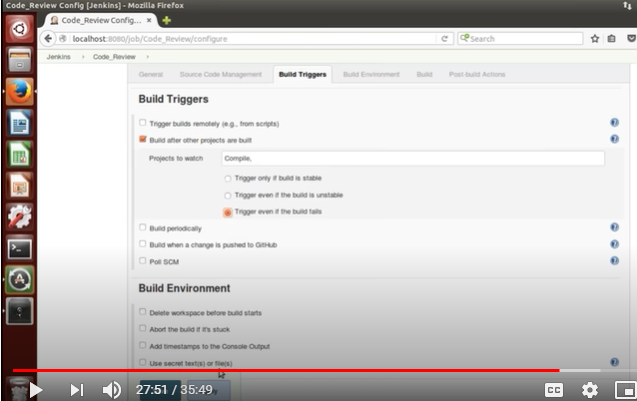 Code_Review Config [Jenkins] - Mozilla Firefox
Code_Review Config...
localhost:8080/job/Code_Review/configure
Search
Jenkins
Code_Review
General Source Code Management Build Triggers Build Environment Build Post-build Actions
Build Triggers
Trigger builds remotely (e.g., from scripts)
Build after other projects are built
Projects to watch Compile,
Trigger only if build is stable
Trigger even if the build is unstable
Trigger even if the build fails
Build periodically
Build when a change is pushed to GitHub
Poll SCM
Build Environment
Delete workspace before build starts
Abort the build if it's stuck
Add timestamps to the Console Output
Use secret text(s) or file(s)
27:51 / 35:49
CC